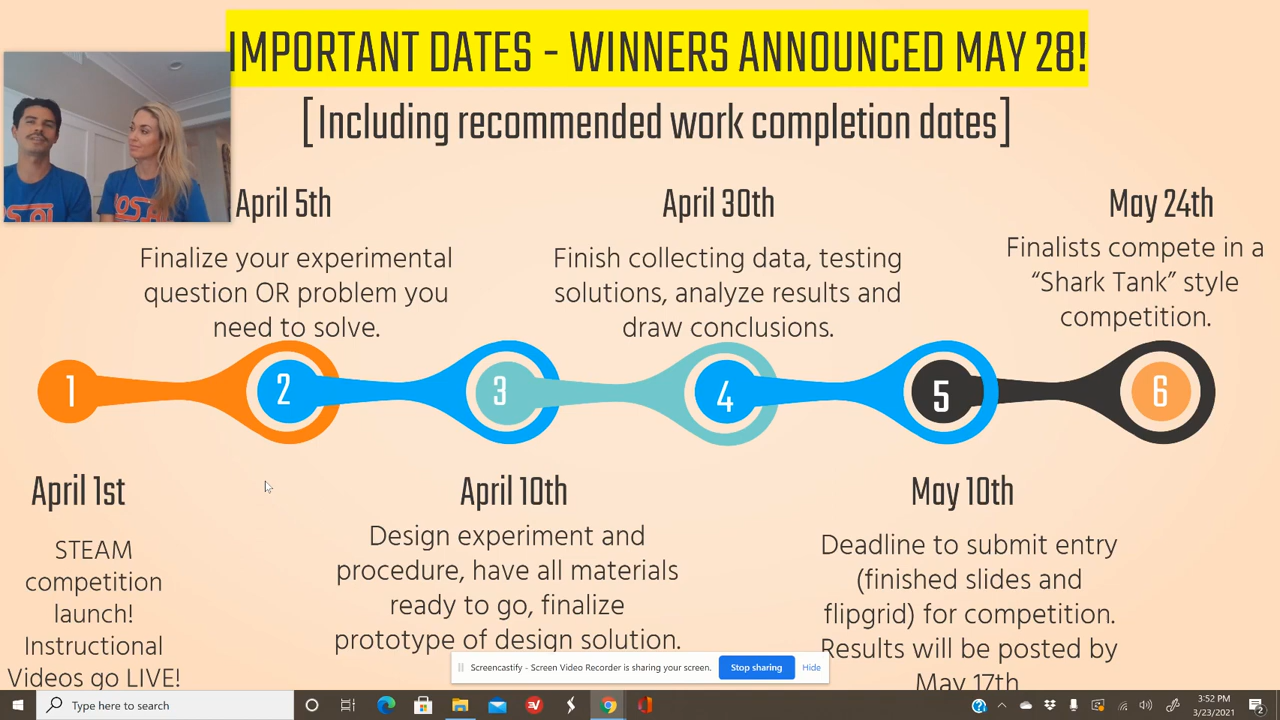 IMPORTANT DATES - WINNERS ANNOUNCED MAY 28!
[Including recommended work completion dates]
April 5th
Finalize your experimental
question OR problem you
need to solve.
April 30th
Finish collecting data, testing
solutions, analyze results and
draw conclusions.
May 24th
Finalists compete in a
“Shark Tank” style
competition.
1
2
3
4
5
6
April 1st
STEAM
competition
launch!
Instructional
Videos go LIVE!
April 10th
Design experiment and
procedure, have all materials
ready to go, finalize
prototype of design solution.
May 10th
Deadline to submit entry
(finished slides and
flipgrid) for competition.
Results will be posted by
May 17th
Screencastify - Screen Video Recorder is sharing your screen.
Stop sharing
Hide
Type here to search
3:52 PM
3/23/2021
2